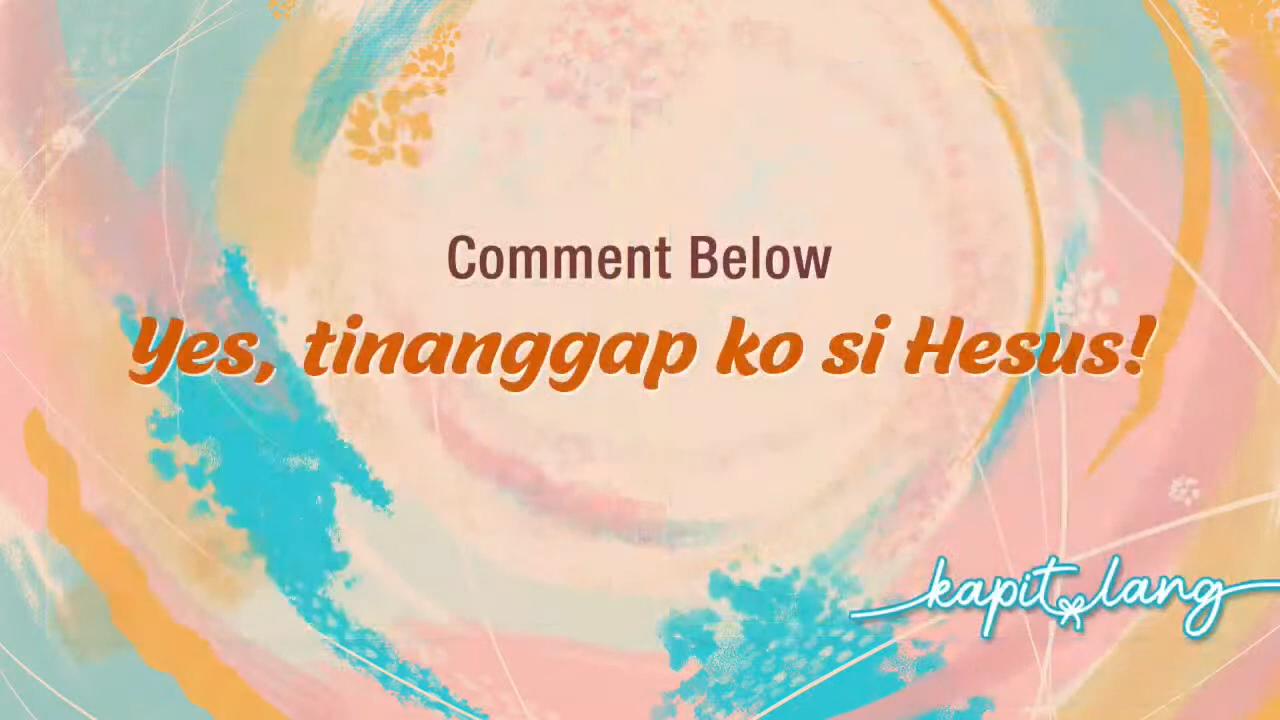 Comment Below
Yes, tinanggap ko si Hesus!
kapit lang